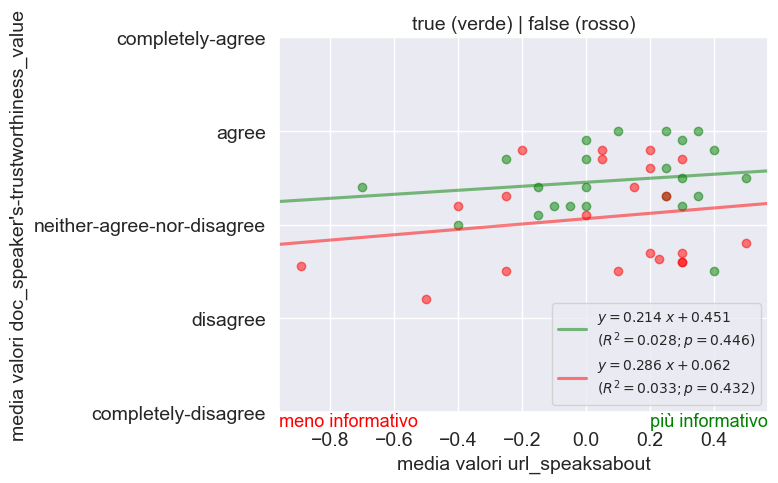 true (verde) | false (rosso)
completely-agree
agree
neither-agree-nor-disagree
disagree
completely-disagree
media valori doc_speaker's-trustworthiness_value
y = 0.214 x + 0.451
(R² = 0.028; p = 0.446)
y = 0.286 x + 0.062
(R² = 0.033; p = 0.432)
meno informativo
più informativo
−0.8 −0.6 −0.4 −0.2 0.0 0.2 0.4
media valori url_speaksabout